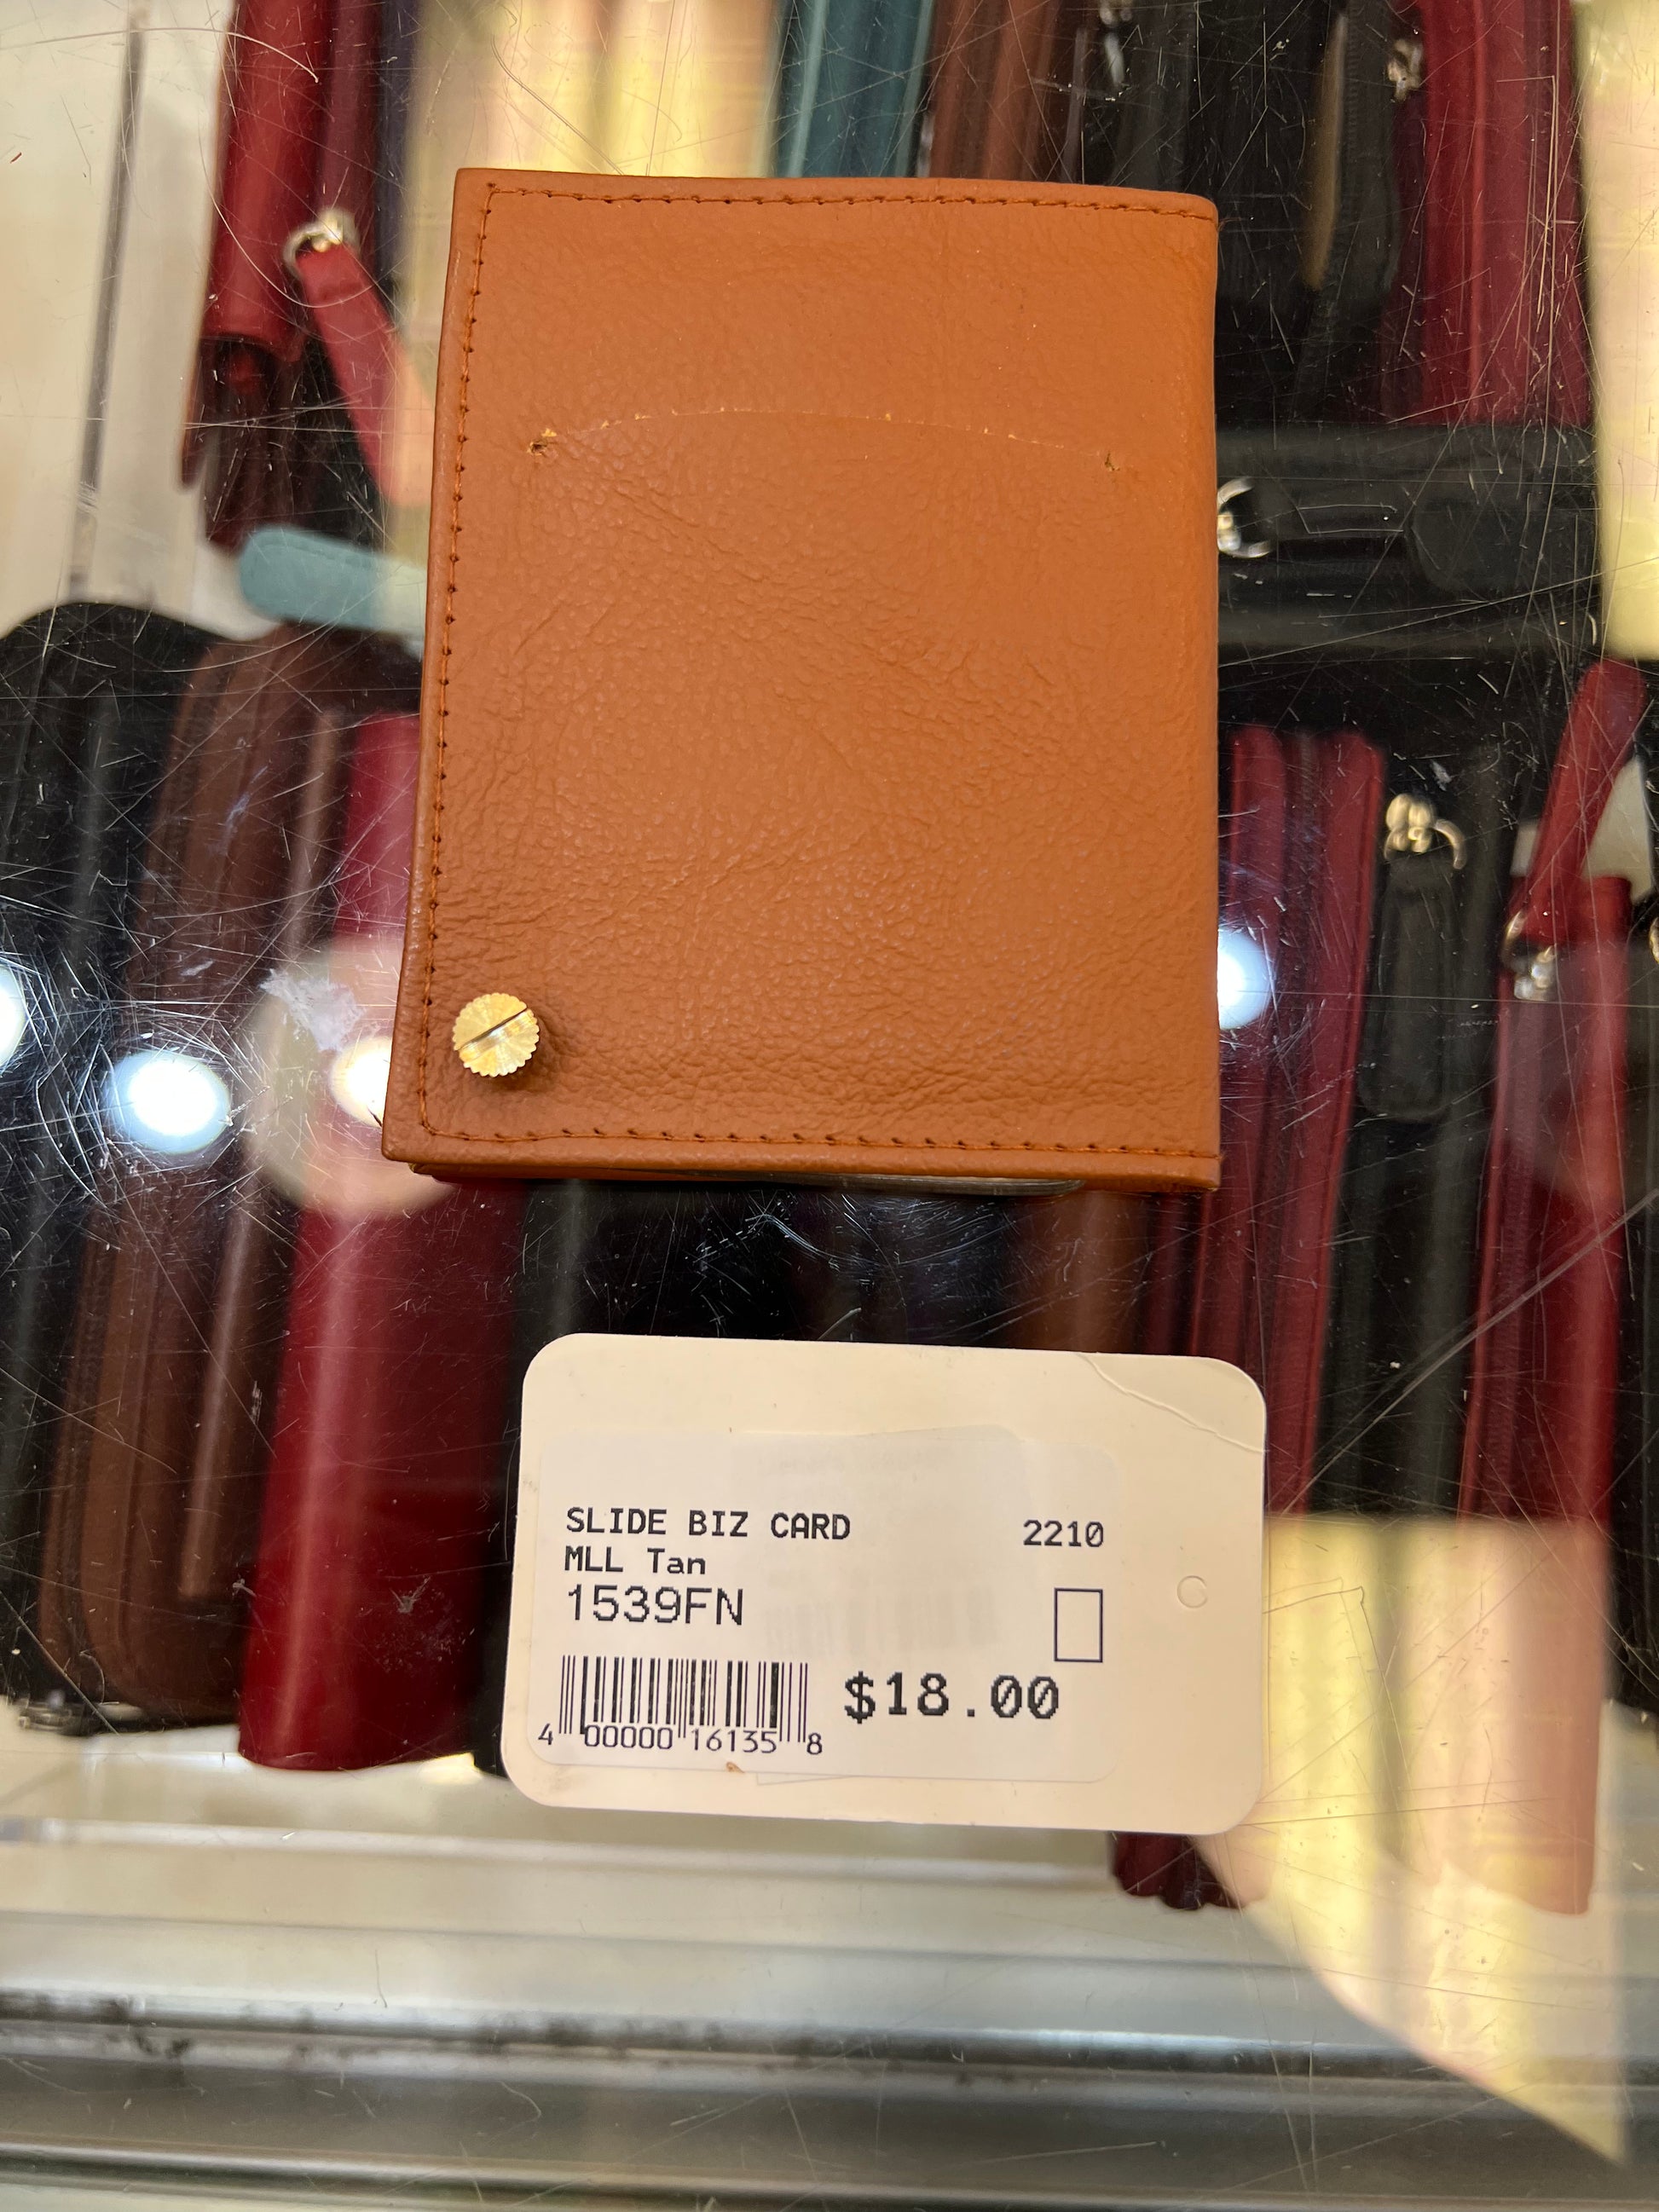 SLIDE BIZ CARD 2210
MLL Tan
1539FN
$18.00
4 00000 16135 8